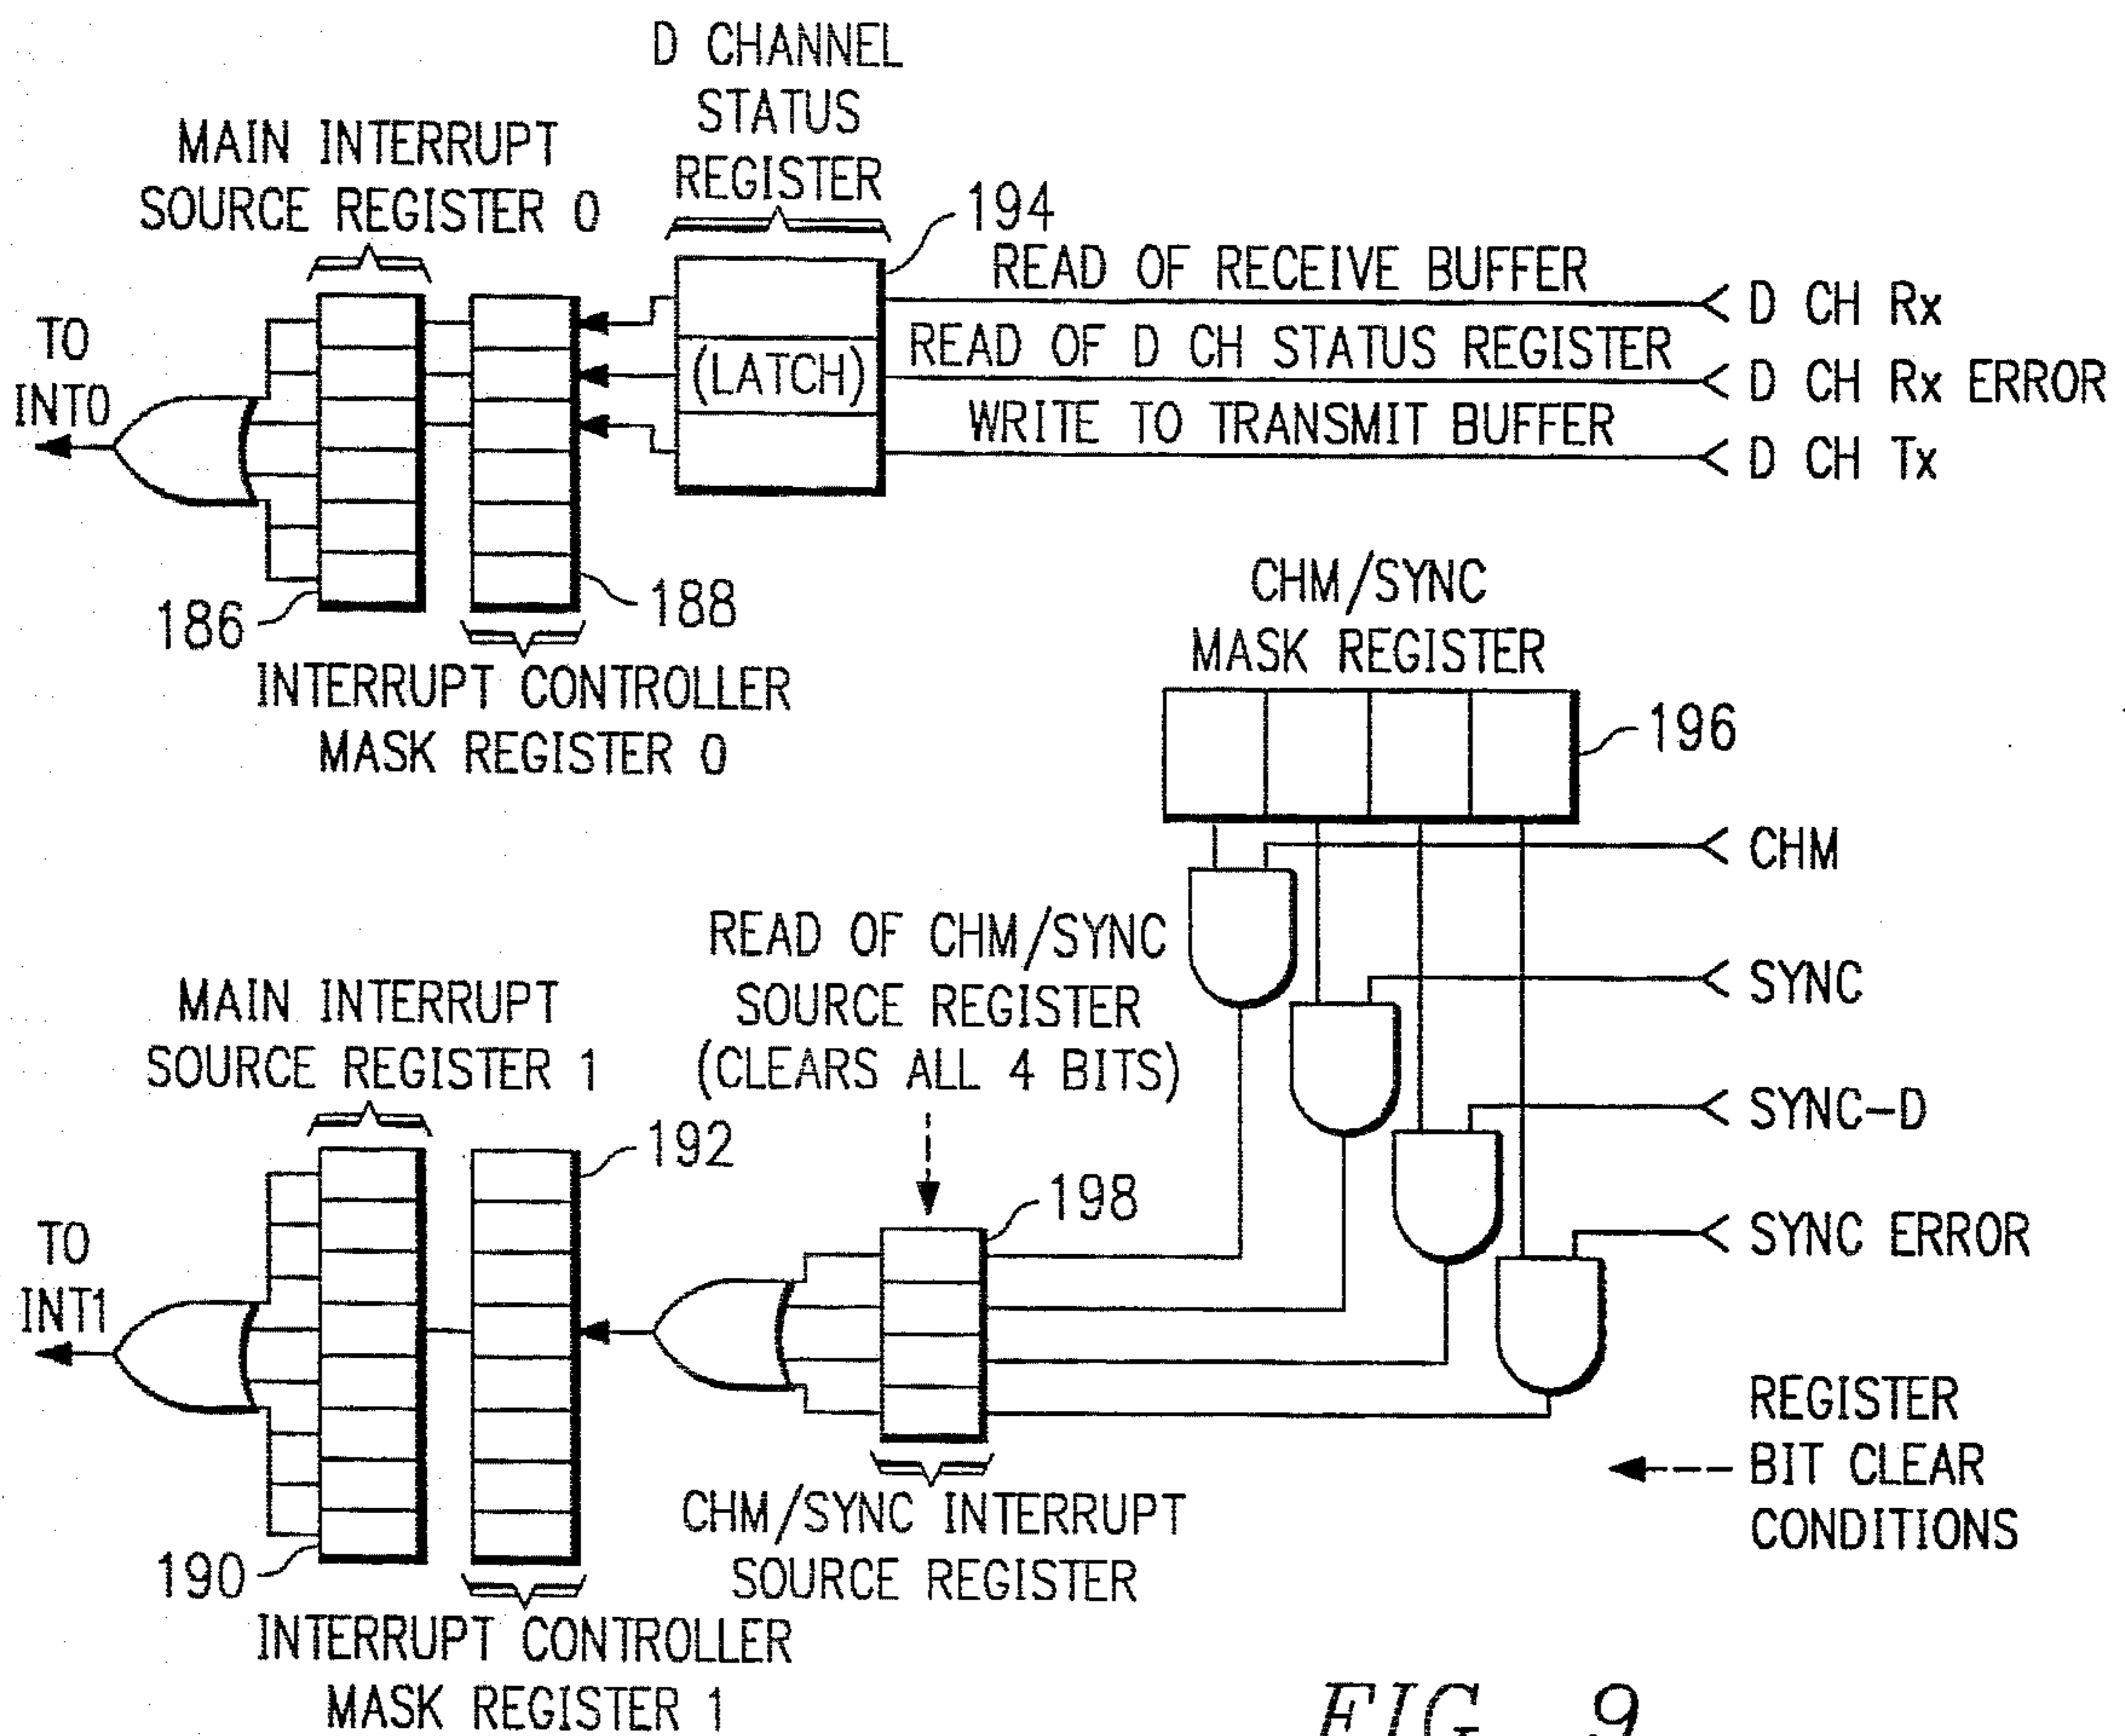 D CHANNEL
STATUS
REGISTER
MAIN INTERRUPT
SOURCE REGISTER 0
194
READ OF RECEIVE BUFFER
D CH Rx
TO
INT0
(LATCH)
READ OF D CH STATUS REGISTER
D CH Rx ERROR
WRITE TO TRANSMIT BUFFER
D CH Tx
186
188
INTERRUPT CONTROLLER
MASK REGISTER 0
CHM/SYNC
MASK REGISTER
196
CHM
READ OF CHM/SYNC
SOURCE REGISTER
(CLEARS ALL 4 BITS)
SYNC
MAIN INTERRUPT
SOURCE REGISTER 1
SYNC-D
192
198
SYNC ERROR
TO
INT1
190
CHM/SYNC INTERRUPT
SOURCE REGISTER
REGISTER
BIT CLEAR
CONDITIONS
INTERRUPT CONTROLLER
MASK REGISTER 1
FIG. 9